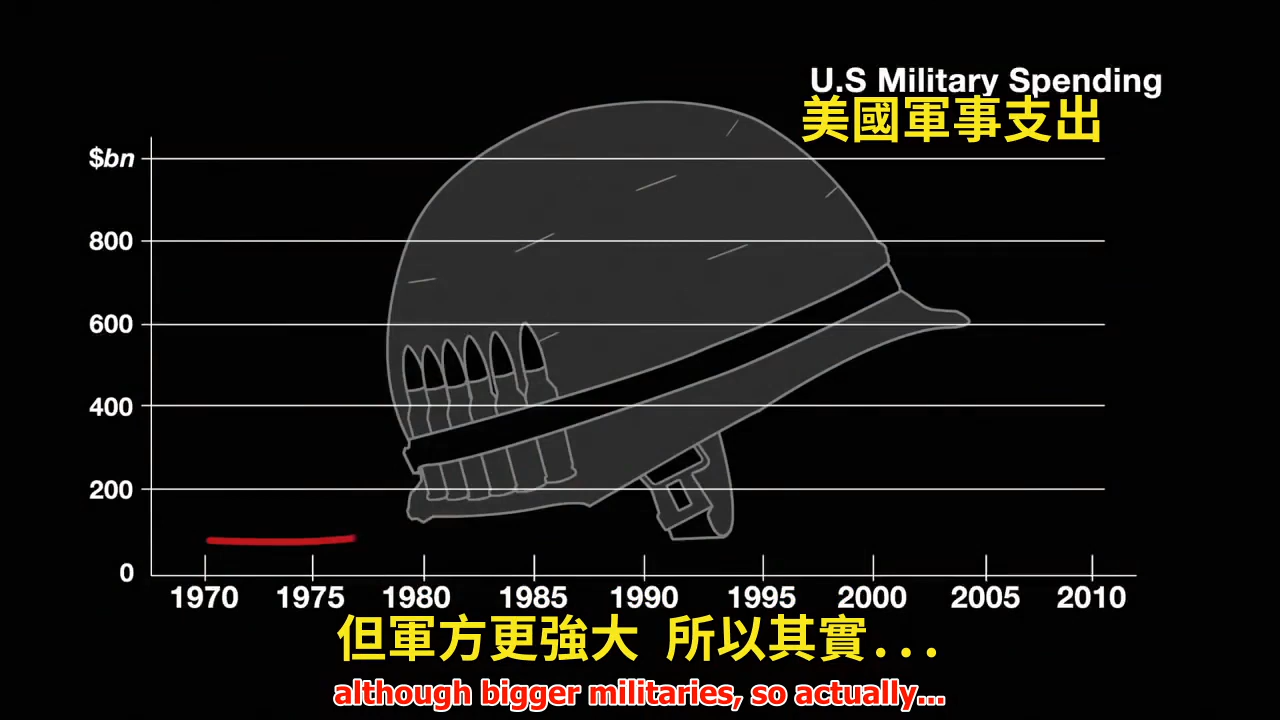 U.S Military Spending
美國軍事支出
$bn
800
600
400
200
0
1970 1975 1980 1985 1990 1995 2000 2005 2010
但軍方更強大 所以其實...
although bigger militaries, so actually...